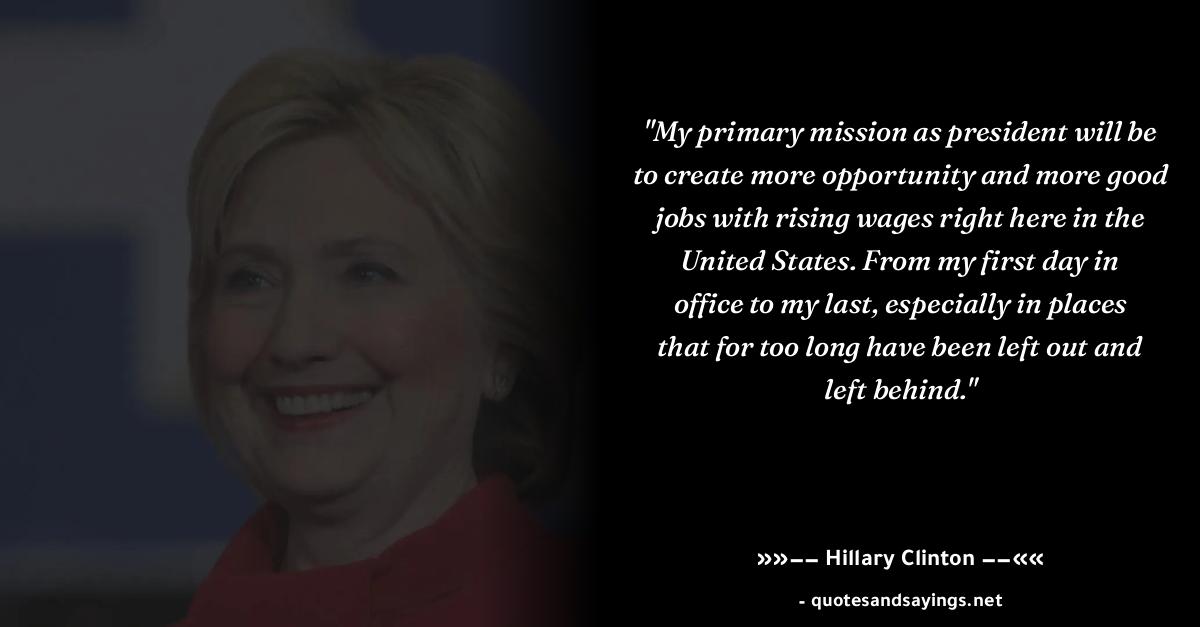 "My primary mission as president will be
to create more opportunity and more good
jobs with rising wages right here in the
United States. From my first day in
office to my last, especially in places
that for too long have been left out and
left behind."
»»–– Hillary Clinton ––««
- quotesandsayings.net